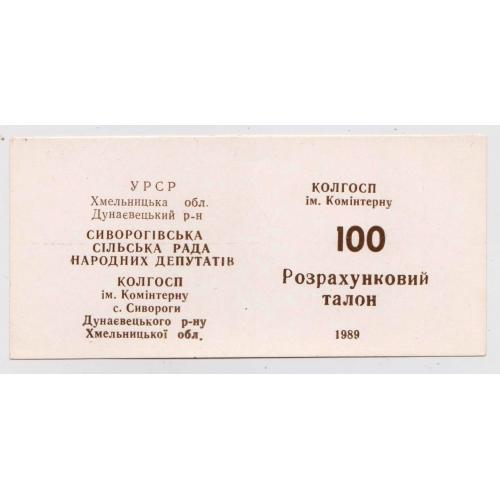 УРСР
Хмельницька обл.
Дунаєвецький р-н
СИВОРОГІВСЬКА
СІЛЬСЬКА РАДА
НАРОДНИХ ДЕПУТАТІВ
КОЛГОСП
ім. Комінтерну
с. Сивороги
Дунаєвецького р-ну
Хмельницької обл.
КОЛГОСП
ім. Комінтерну
100
Розрахунковий
талон
1989